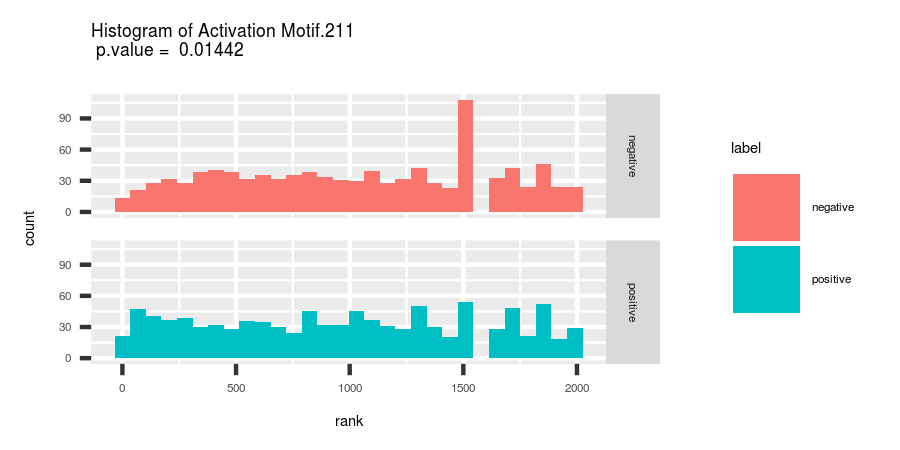 Histogram of Activation Motif.211
p.value = 0.01442
90
60
30
0
negative
90
60
30
0
positive
0 500 1000 1500 2000
rank
count
label
negative
positive